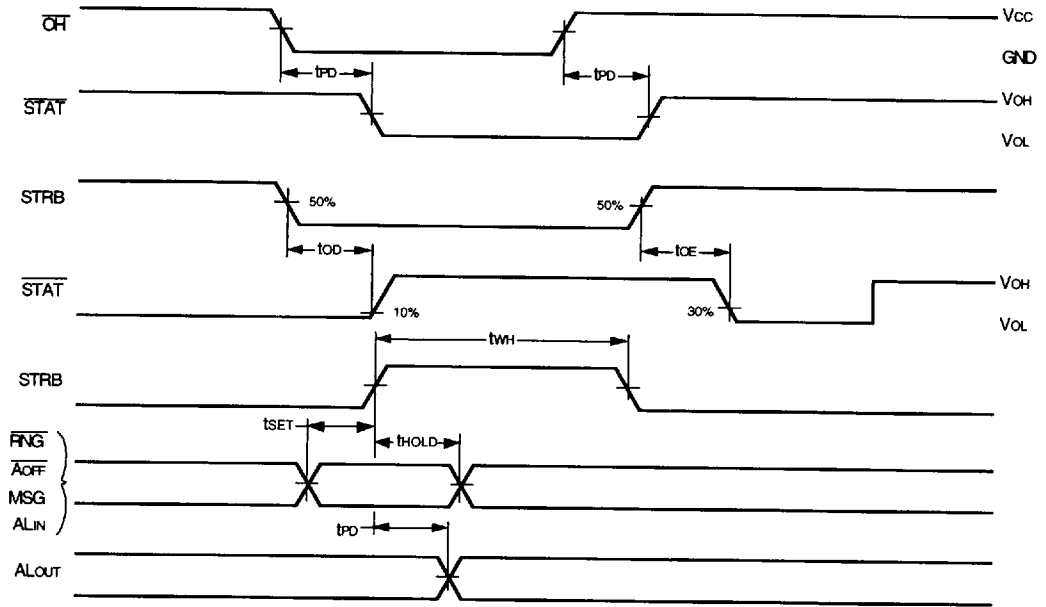 OH VCC
GND
tPD tPD
STAT VOH
VOL
STRB 50% 50%
tOD tOE
STAT VOH
10% 30% VOL
tWH
STRB
tSET tHOLD
RNG
AOFF
MSG
ALIN
tPD
ALOUT